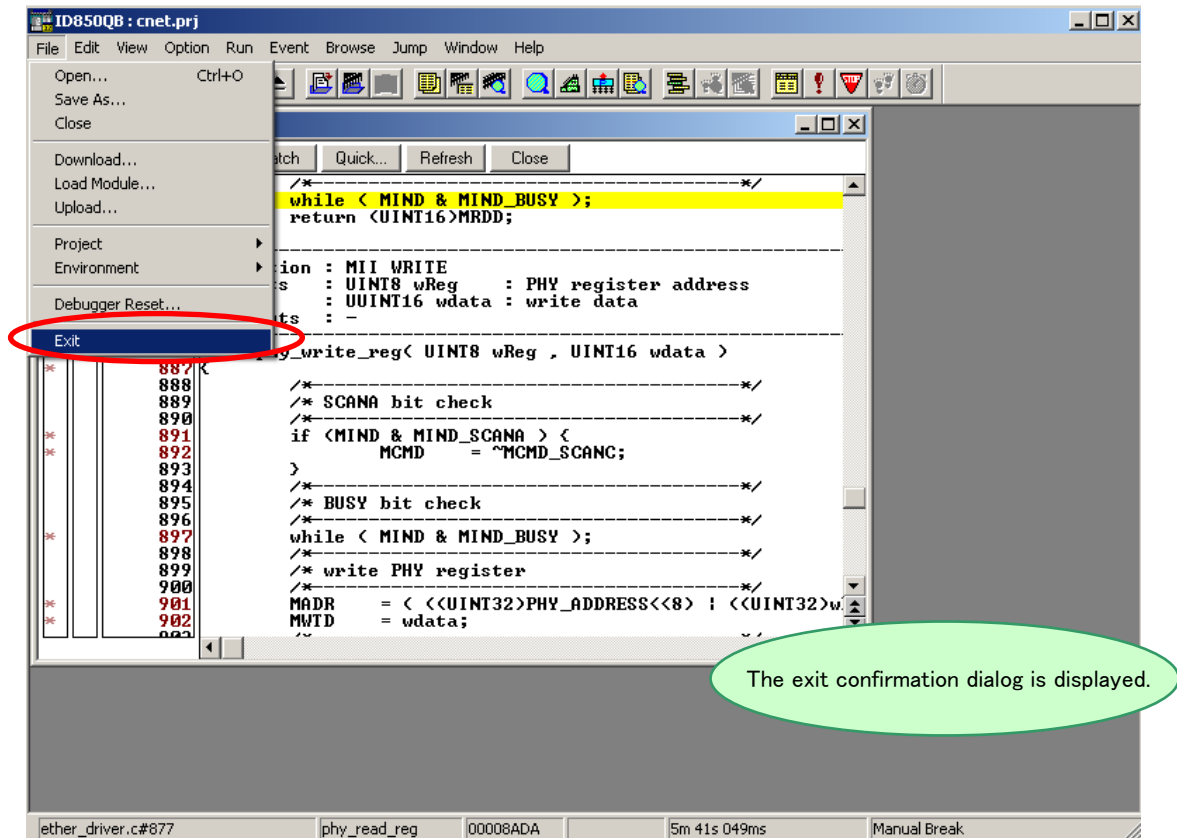 ID850QB : cnet.prj
File Edit View Option Run Event Browse Jump Window Help
Open... Ctrl+O
Save As...
Close
Download...
Load Module...
Upload...
Project
Environment
Debugger Reset...
Exit
Quick... Refresh Close
/*---------------------------------------------*/
while ( MIND & MIND_BUSY );
return (UINT16)MRDD;
: MII WRITE
: UINT8 wReg : PHY register address
: UUINT16 wdata : write data
: -
( UINT8 wReg , UINT16 wdata )
* 887 {
888 /*---------------------------------------------*/
889 /* SCANA bit check
890 /*---------------------------------------------*/
* 891 if (MIND & MIND_SCANA ) {
* 892 MCMD = ~MCMD_SCANC;
893 }
894 /*---------------------------------------------*/
895 /* BUSY bit check
896 /*---------------------------------------------*/
* 897 while ( MIND & MIND_BUSY );
898 /*---------------------------------------------*/
899 /* write PHY register
900 /*---------------------------------------------*/
* 901 MADR = ( ((UINT32)PHY_ADDRESS<<8) | ((UINT32)w
* 902 MWTD = wdata;
The exit confirmation dialog is displayed.
ether_driver.c#877 phy_read_reg 00008ADA 5m 41s 049ms Manual Break